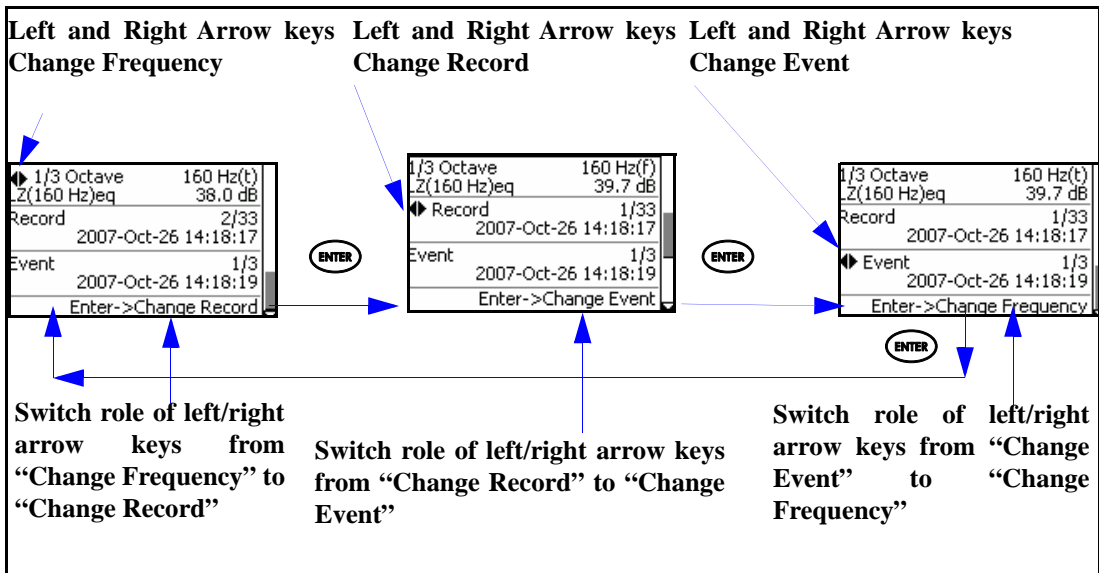 Left and Right Arrow keys
Change Frequency
Left and Right Arrow keys
Change Record
Left and Right Arrow keys
Change Event
1/3 Octave 160 Hz(t)
LZ(160 Hz)eq 38.0 dB
Record 2/33
2007-Oct-26 14:18:17
Event 1/3
2007-Oct-26 14:18:19
Enter->Change Record
ENTER
1/3 Octave 160 Hz(f)
LZ(160 Hz)eq 39.7 dB
Record 1/33
2007-Oct-26 14:18:17
Event 1/3
2007-Oct-26 14:18:19
Enter->Change Event
ENTER
1/3 Octave 160 Hz(t)
LZ(160 Hz)eq 39.7 dB
Record 1/33
2007-Oct-26 14:18:17
Event 1/3
2007-Oct-26 14:18:19
Enter->Change Frequency
ENTER
Switch role of left/right
arrow keys from
“Change Frequency” to
“Change Record”
Switch role of left/right arrow keys
from “Change Record” to “Change
Event”
Switch role of left/right
arrow keys from “Change
Event” to “Change
Frequency”